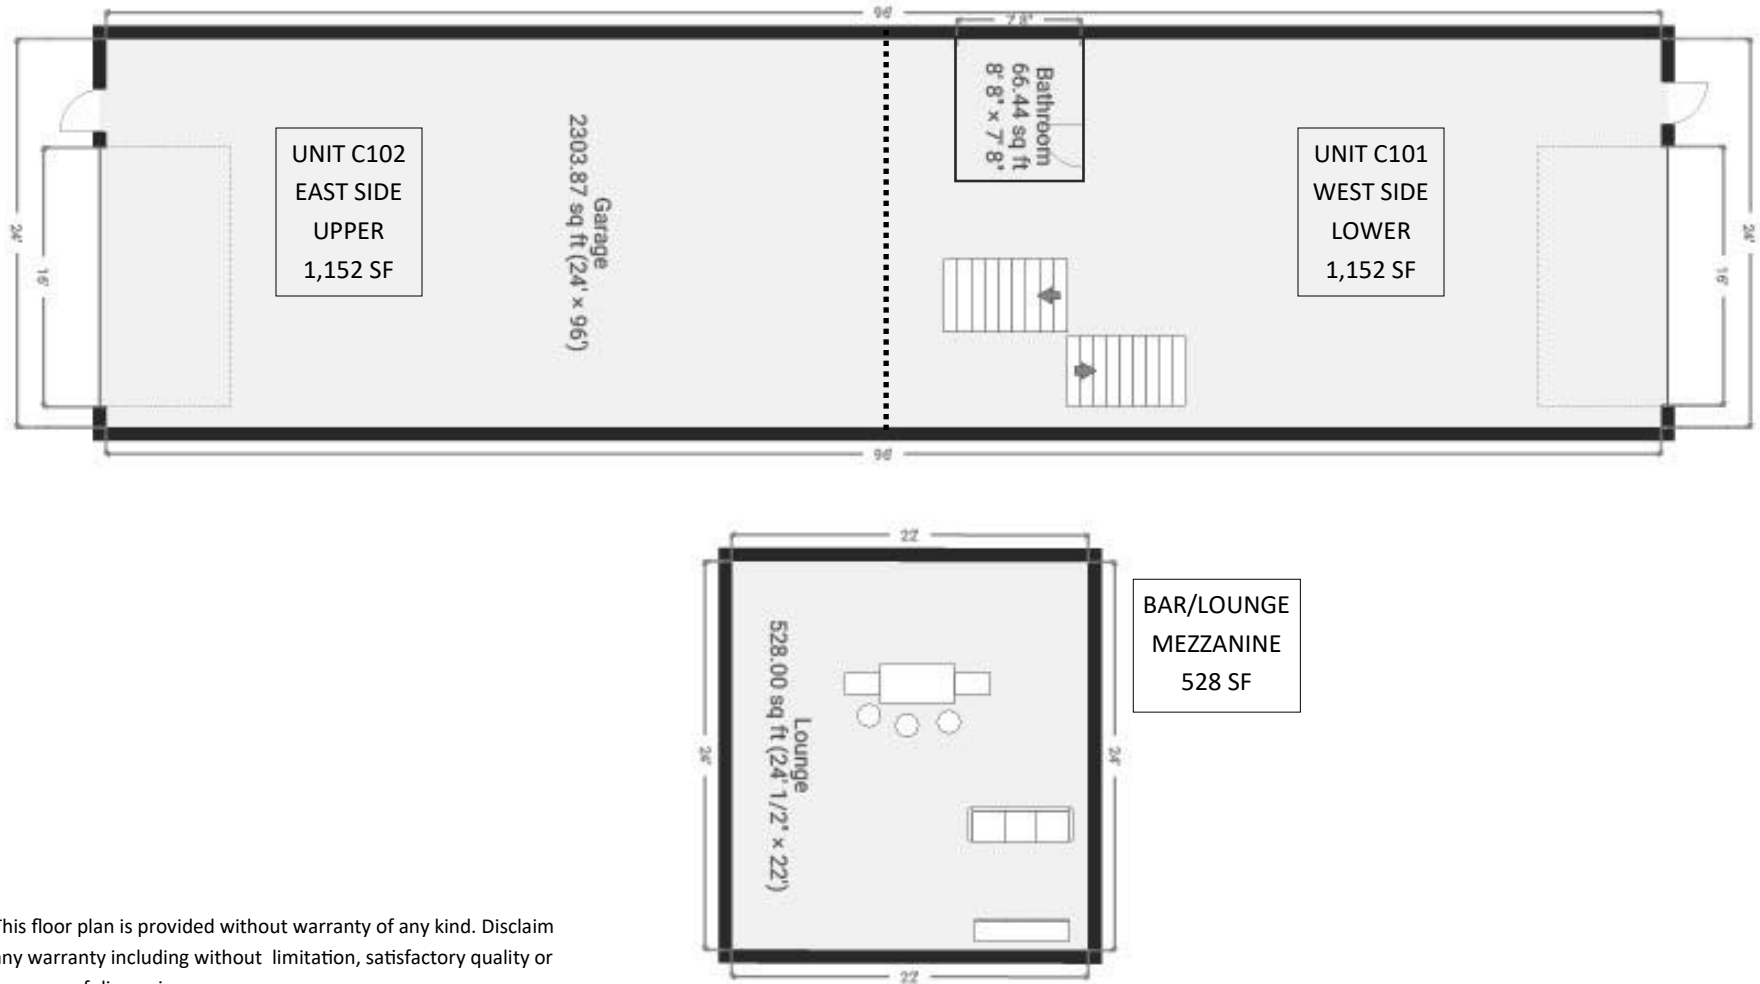 96'
7' 8"
Bathroom
66.44 sq ft
8' 8" x 7' 8"
UNIT C102
EAST SIDE
UPPER
1,152 SF
Garage
2303.87 sq ft (24' x 96')
UNIT C101
WEST SIDE
LOWER
1,152 SF
24'
16'
16'
24'
96'
22'
BAR/LOUNGE
MEZZANINE
528 SF
Lounge
528.00 sq ft (24' 1/2" x 22')
24'
24'
22'
This floor plan is provided without warranty of any kind. Disclaim
any warranty including without limitation, satisfactory quality or